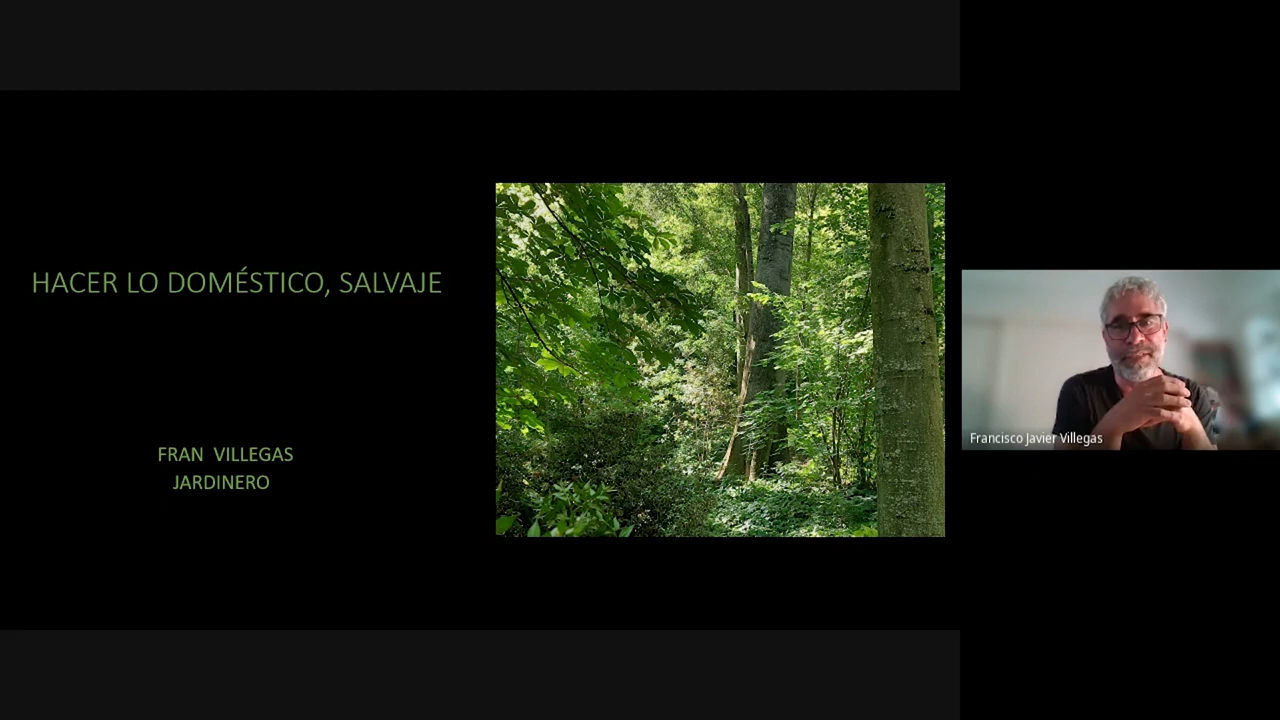 HACER LO DOMÉSTICO, SALVAJE
FRAN VILLEGAS
JARDINERO
Francisco Javier Villegas